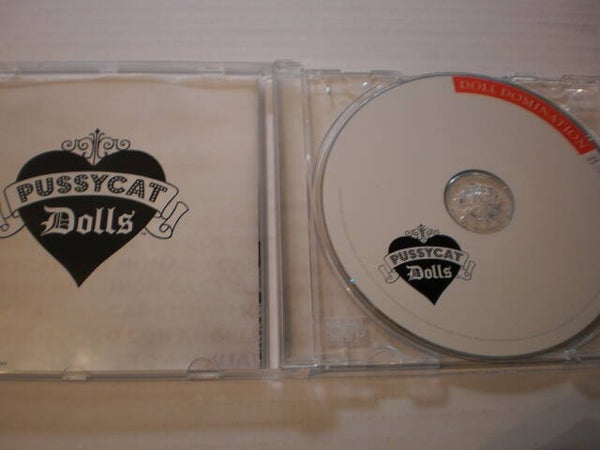 PUSSYCAT
Dolls
DOLL DOMINATION
PUSSYCAT
Dolls